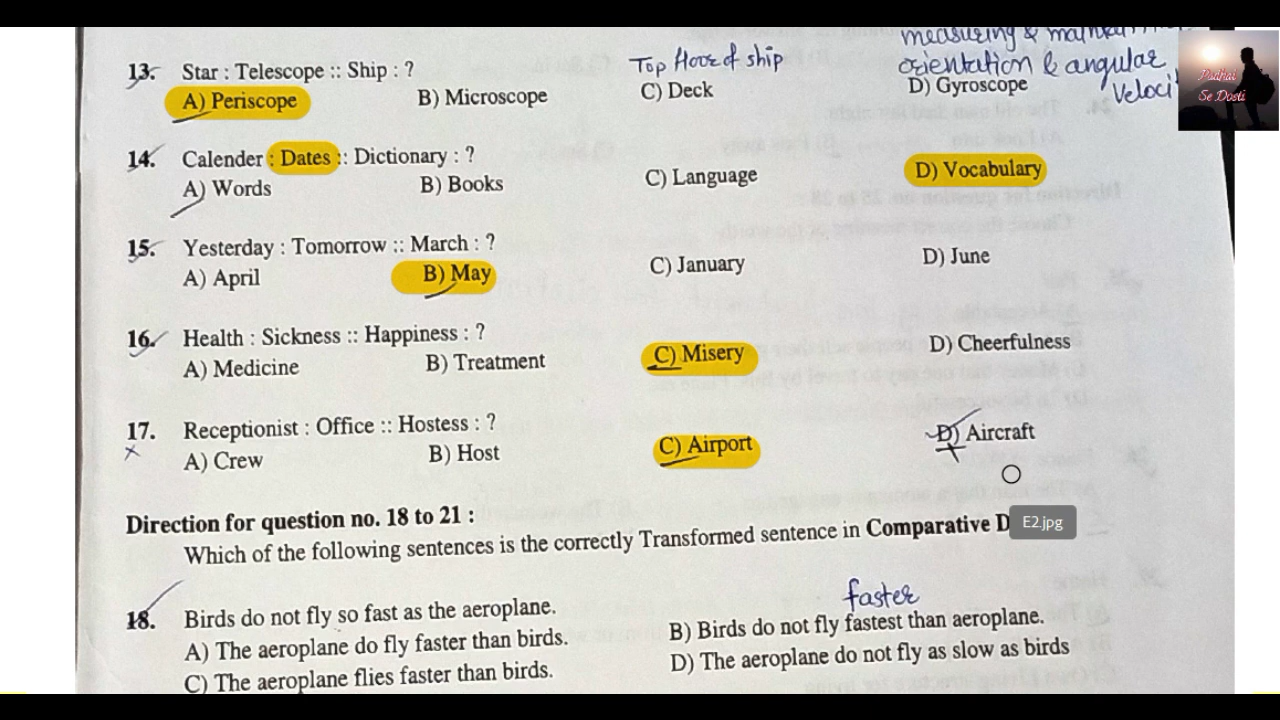 measuring &
Top floor of ship
orientation & angular
13. Star : Telescope :: Ship : ?
A) Periscope B) Microscope C) Deck D) Gyroscope
Padhai
Se Dosti
14. Calender : Dates :: Dictionary : ?
A) Words B) Books C) Language D) Vocabulary
15. Yesterday : Tomorrow :: March : ?
A) April B) May C) January D) June
16. Health : Sickness :: Happiness : ?
A) Medicine B) Treatment C) Misery D) Cheerfulness
17. Receptionist : Office :: Hostess : ?
A) Crew B) Host C) Airport D) Aircraft
Direction for question no. 18 to 21 :
Which of the following sentences is the correctly Transformed sentence in Comparative D
E2.jpg
18. Birds do not fly so fast as the aeroplane.
faster
A) The aeroplane do fly faster than birds. B) Birds do not fly fastest than aeroplane.
C) The aeroplane flies faster than birds. D) The aeroplane do not fly as slow as birds